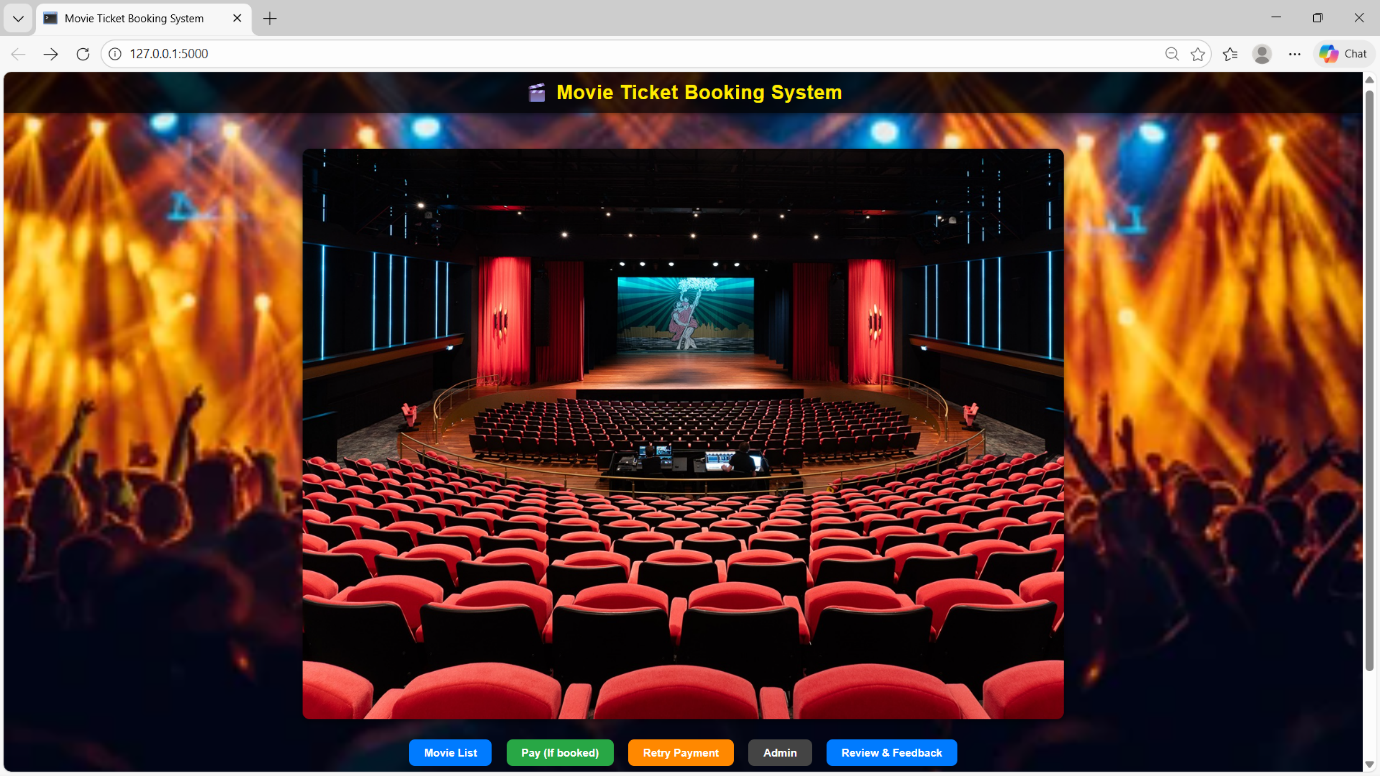 Movie Ticket Booking System
127.0.0.1:5000
Chat
Movie Ticket Booking System
Movie List
Pay (If booked)
Retry Payment
Admin
Review & Feedback